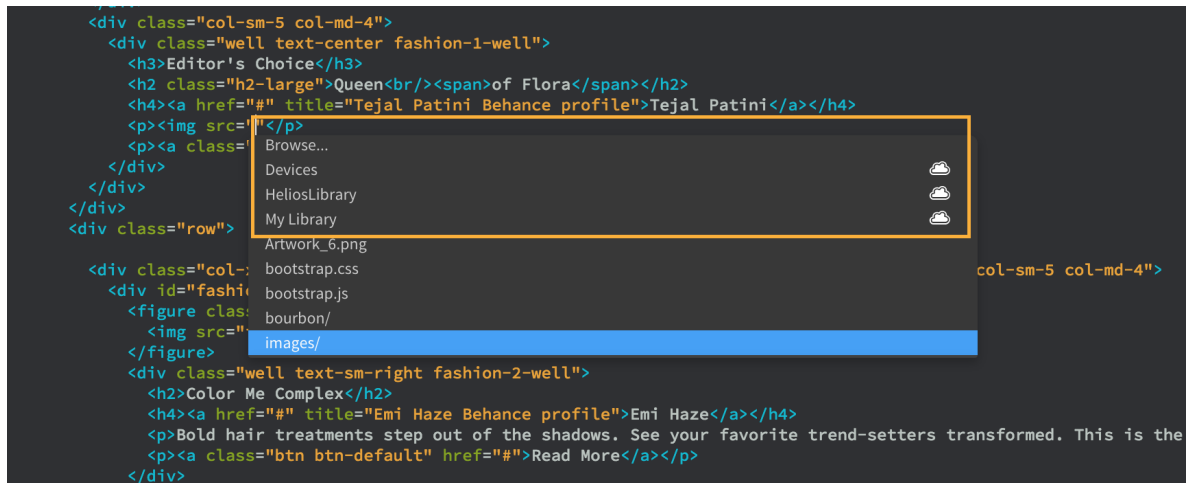 <div class="col-sm-5 col-md-4">
<div class="well text-center fashion-1-well">
<h3>Editor's Choice</h3>
<h2 class="h2-large">Queen<br/><span>of Flora</span></h2>
<h4><a href="#" title="Tejal Patini Behance profile">Tejal Patini</a></h4>
<p><img src=""</p>
<p><a class="
Browse...
</div>
Devices
</div>
HeliosLibrary
</div>
My Library
<div class="row">
Artwork_6.png
<div class="col-
bootstrap.css
col-sm-5 col-md-4">
<div id="fashi
bootstrap.js
<figure clas
bourbon/
<img src="
images/
</figure>
<div class="well text-sm-right fashion-2-well">
<h2>Color Me Complex</h2>
<h4><a href="#" title="Emi Haze Behance profile">Emi Haze</a></h4>
<p>Bold hair treatments step out of the shadows. See your favorite trend-setters transformed. This is the
<p><a class="btn btn-default" href="#">Read More</a></p>
</div>